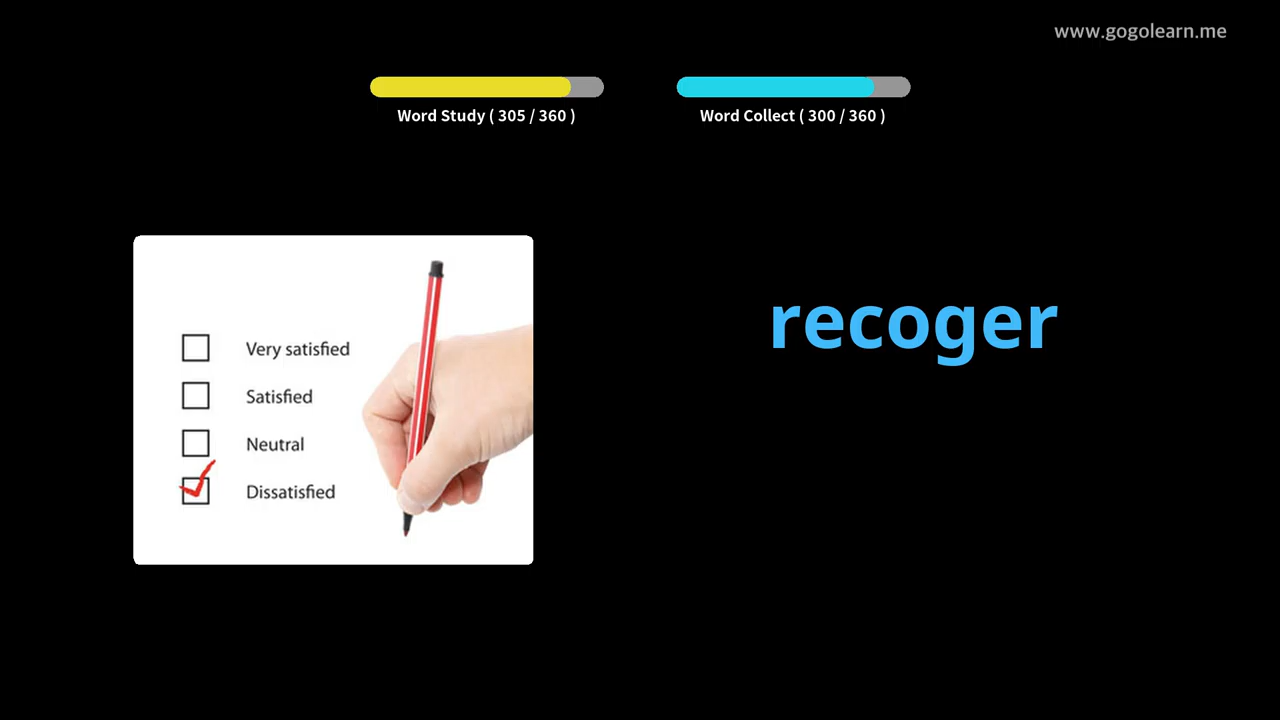 www.gogolearn.me
Word Study ( 305 / 360 )
Word Collect ( 300 / 360 )
recoger
Very satisfied
Satisfied
Neutral
Dissatisfied